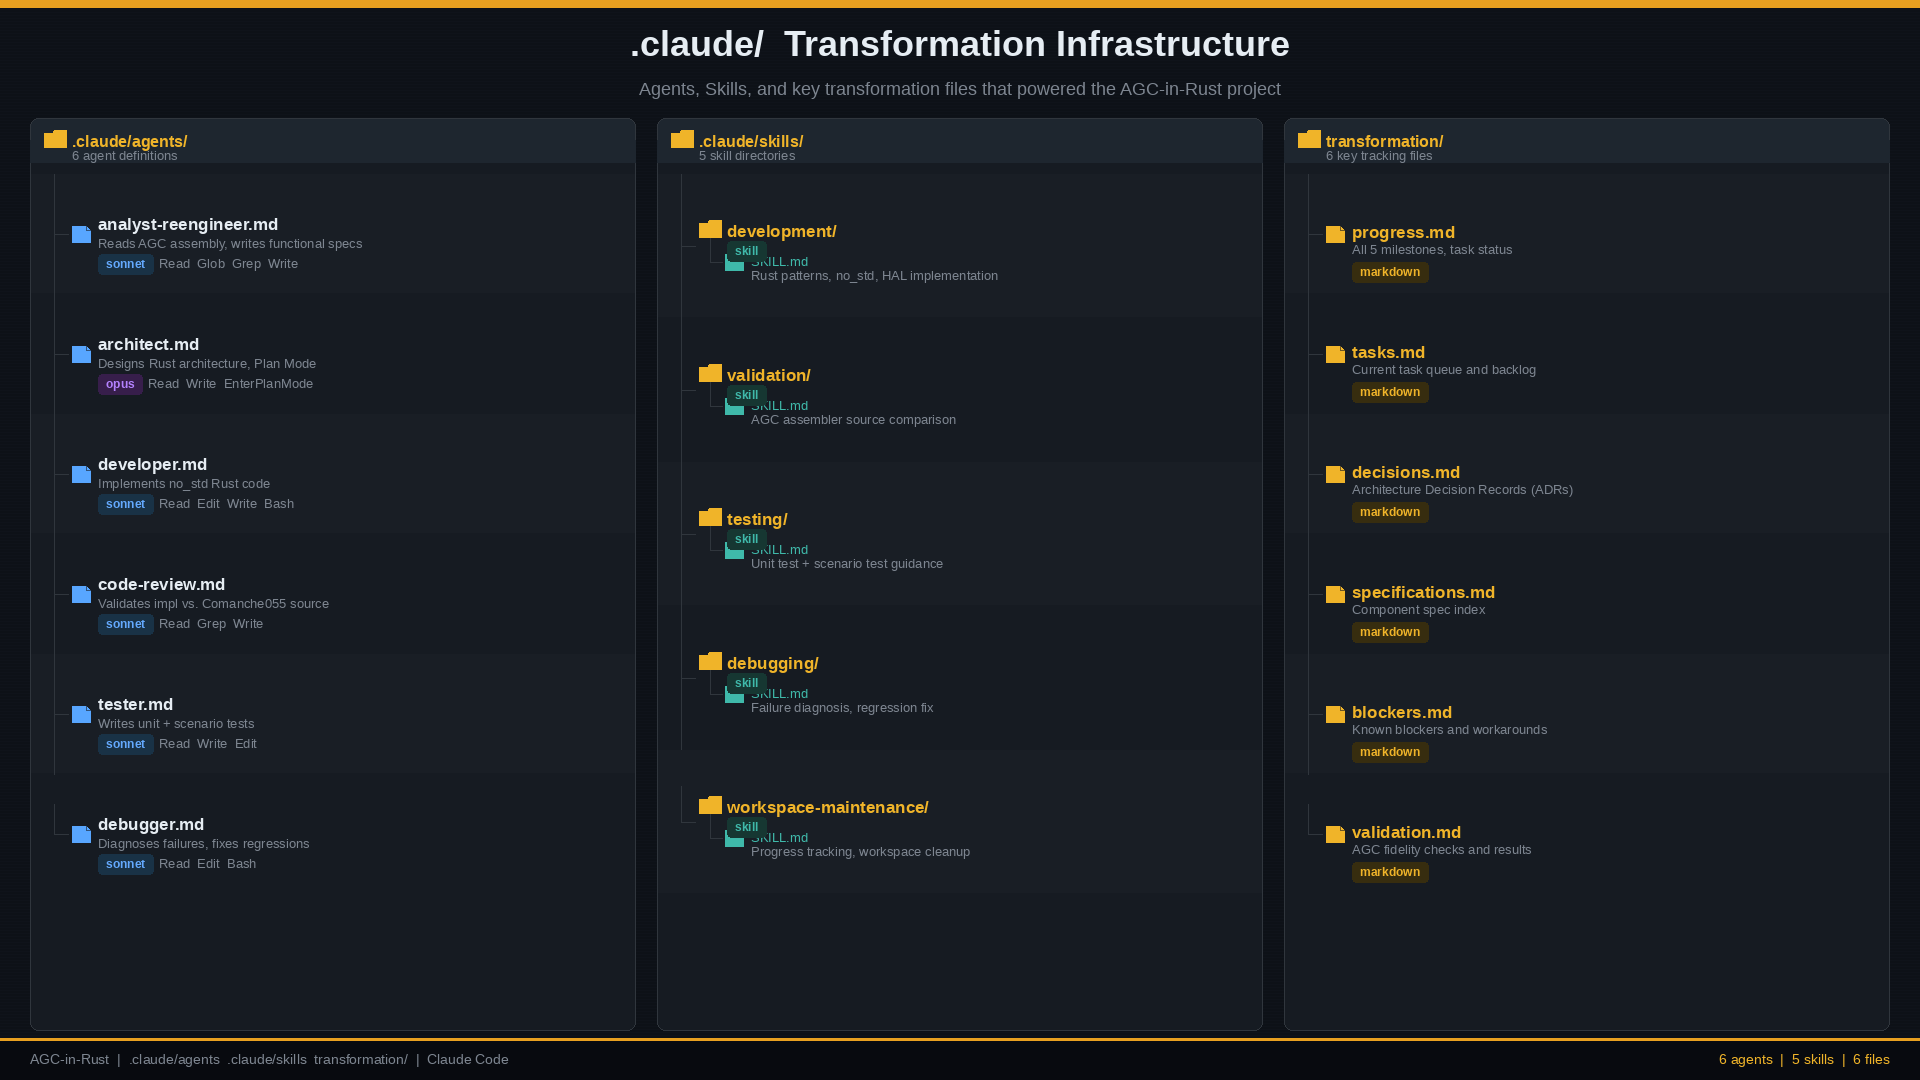 .claude/ Transformation Infrastructure
Agents, Skills, and key transformation files that powered the AGC-in-Rust project
.claude/agents/
6 agent definitions
analyst-reengineer.md
Reads AGC assembly, writes functional specs
sonnet Read Glob Grep Write
architect.md
Designs Rust architecture, Plan Mode
opus Read Write EnterPlanMode
developer.md
Implements no_std Rust code
sonnet Read Edit Write Bash
code-review.md
Validates impl vs. Comanche055 source
sonnet Read Grep Write
tester.md
Writes unit + scenario tests
sonnet Read Write Edit
debugger.md
Diagnoses failures, fixes regressions
sonnet Read Edit Bash
.claude/skills/
5 skill directories
development/
skill
SKILL.md
Rust patterns, no_std, HAL implementation
validation/
skill
SKILL.md
AGC assembler source comparison
testing/
skill
SKILL.md
Unit test + scenario test guidance
debugging/
skill
SKILL.md
Failure diagnosis, regression fix
workspace-maintenance/
skill
SKILL.md
Progress tracking, workspace cleanup
transformation/
6 key tracking files
progress.md
All 5 milestones, task status
markdown
tasks.md
Current task queue and backlog
markdown
decisions.md
Architecture Decision Records (ADRs)
markdown
specifications.md
Component spec index
markdown
blockers.md
Known blockers and workarounds
markdown
validation.md
AGC fidelity checks and results
markdown
AGC-in-Rust | .claude/agents .claude/skills transformation/ | Claude Code
6 agents | 5 skills | 6 files